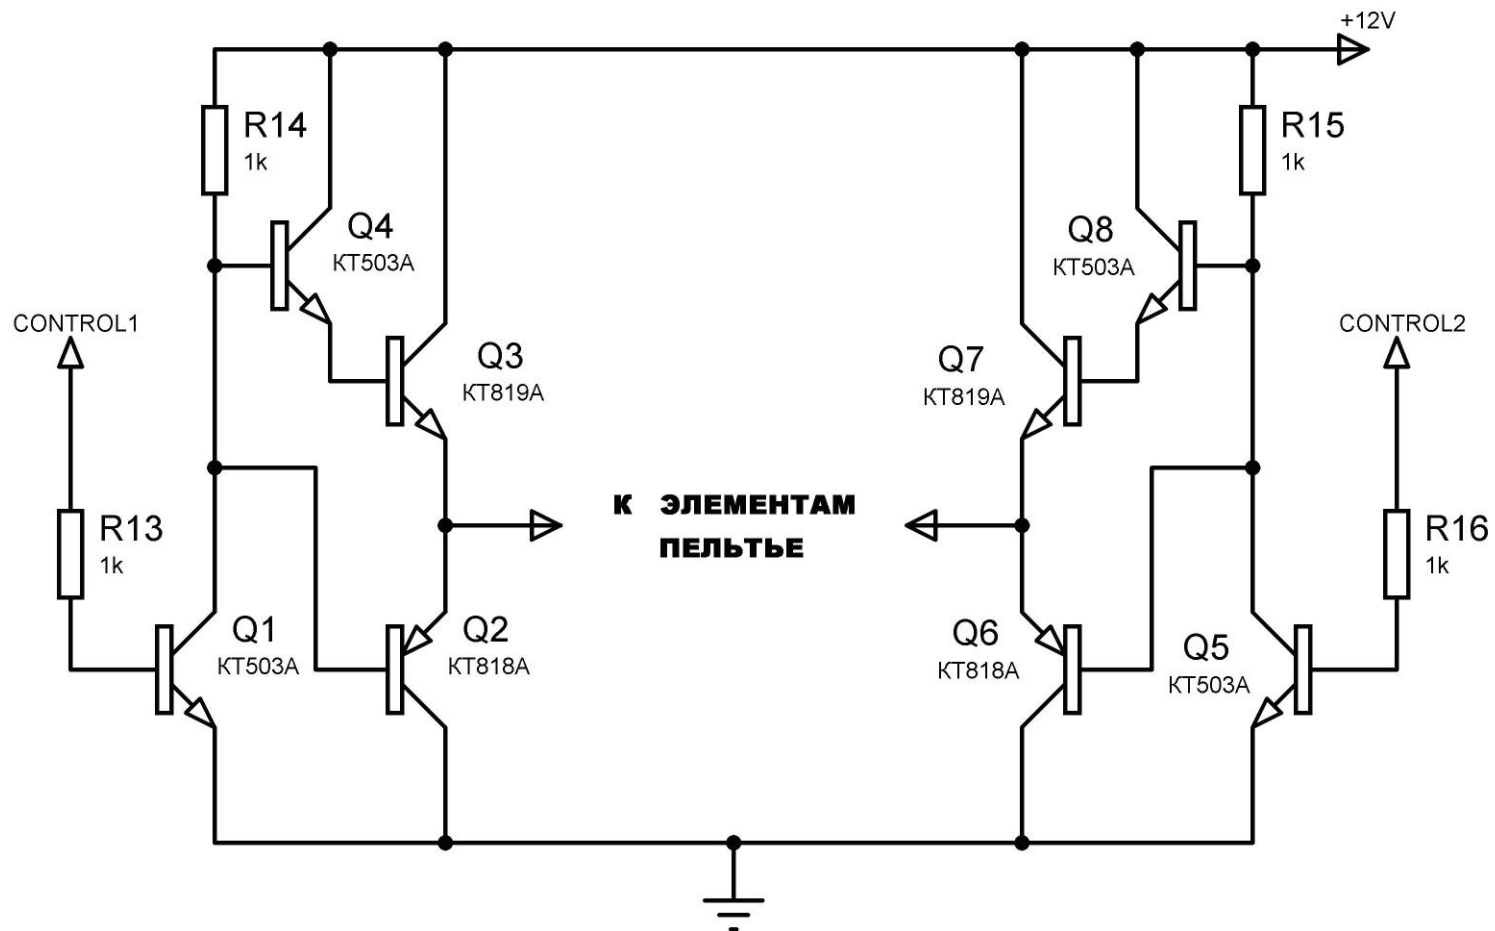 +12V
R14
1k
R15
1k
Q4
KT503A
Q8
KT503A
CONTROL1
CONTROL2
Q3
KT819A
Q7
KT819A
К ЭЛЕМЕНТАМ
ПЕЛЬТЬЕ
R13
1k
R16
1k
Q1
KT503A
Q2
KT818A
Q6
KT818A
Q5
KT503A